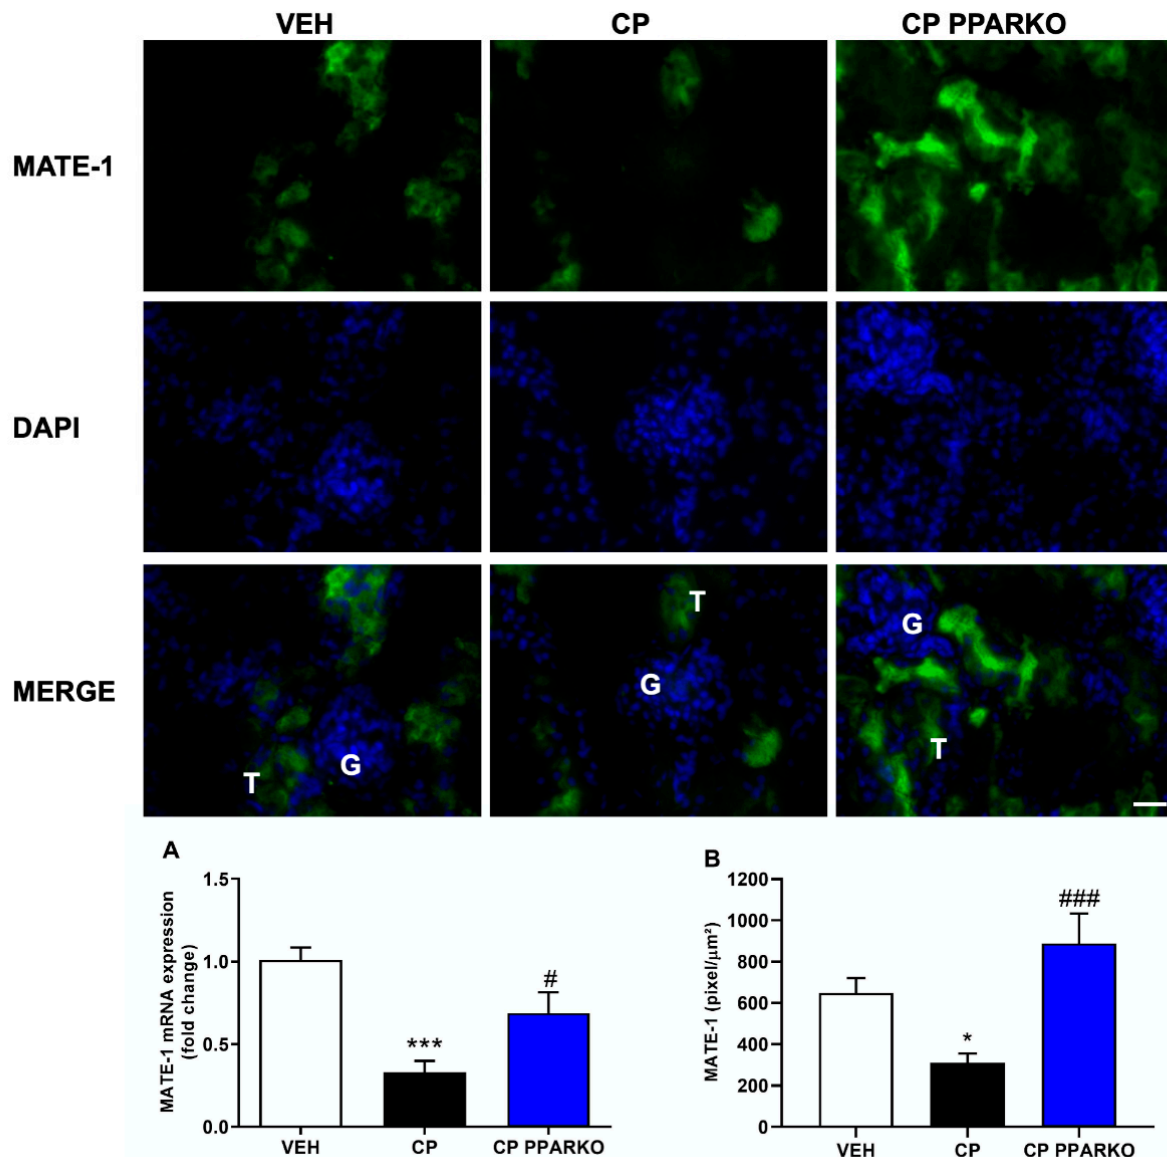 VEH CP CP PPARKO
MATE-1
DAPI
MERGE
T G
G T
G T
A
MATE-1 mRNA expression
(fold change)
1.5
1.0
0.5
0.0
***
#
VEH CP CP PPARKO
B
MATE-1 (pixel/µm²)
1200
1000
800
600
400
200
0
*
###
VEH CP CP PPARKO